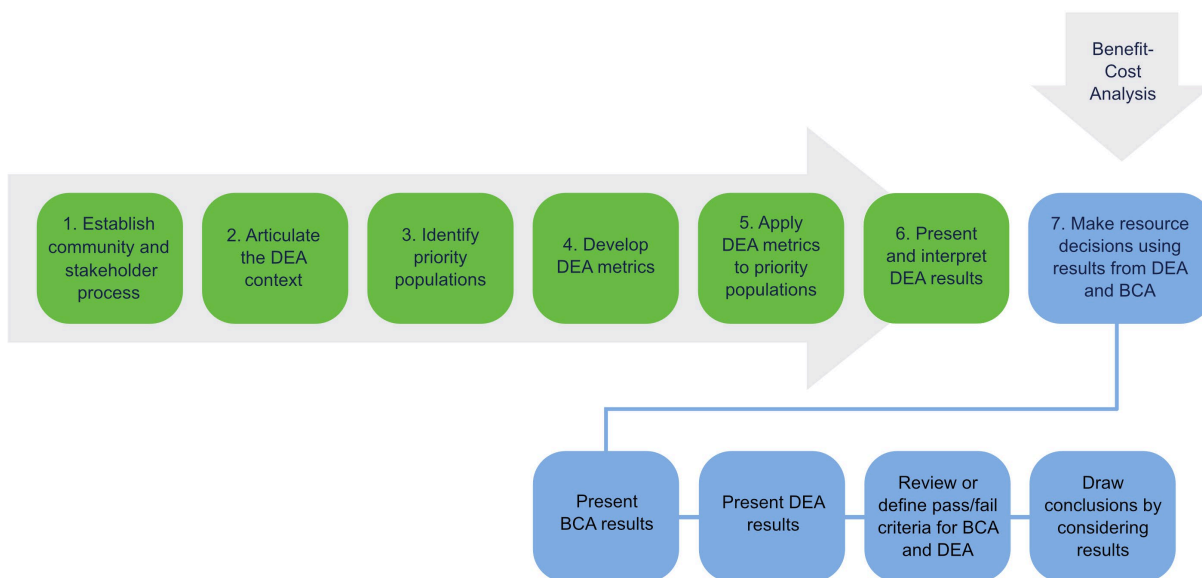 Benefit-
Cost
Analysis
1. Establish
community and
stakeholder
process
2. Articulate
the DEA
context
3. Identify
priority
populations
4. Develop
DEA metrics
5. Apply
DEA metrics
to priority
populations
6. Present
and interpret
DEA results
7. Make resource
decisions using
results from DEA
and BCA
Present
BCA results
Present DEA
results
Review or
define pass/fail
criteria for BCA
and DEA
Draw
conclusions by
considering
results